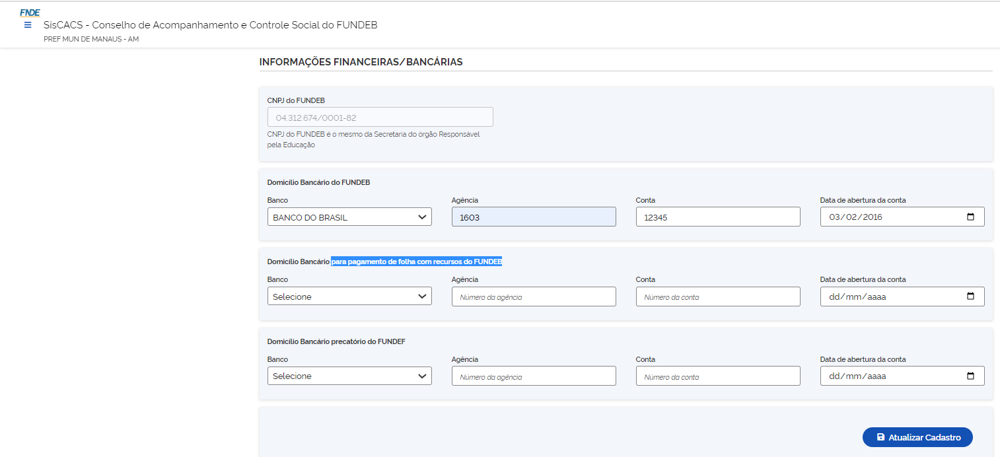 FNDE
SisCACS - Conselho de Acompanhamento e Controle Social do FUNDEB
PREF MUN DE MANAUS - AM
INFORMAÇÕES FINANCEIRAS/BANCÁRIAS
CNPJ do FUNDEB
04.312.674/0001-82
CNPJ do FUNDEB é o mesmo da Secretaria do órgão Responsável
pela Educação
Domicílio Bancário do FUNDEB
Banco Agência Conta Data de abertura da conta
BANCO DO BRASIL 1603 12345 03/02/2016
Domicílio Bancário para pagamento de folha com recursos do FUNDEB
Banco Agência Conta Data de abertura da conta
Selecione Número da agência Número da conta dd/mm/aaaa
Domicílio Bancário precatório do FUNDEF
Banco Agência Conta Data de abertura da conta
Selecione Número da agência Número da conta dd/mm/aaaa
Atualizar Cadastro